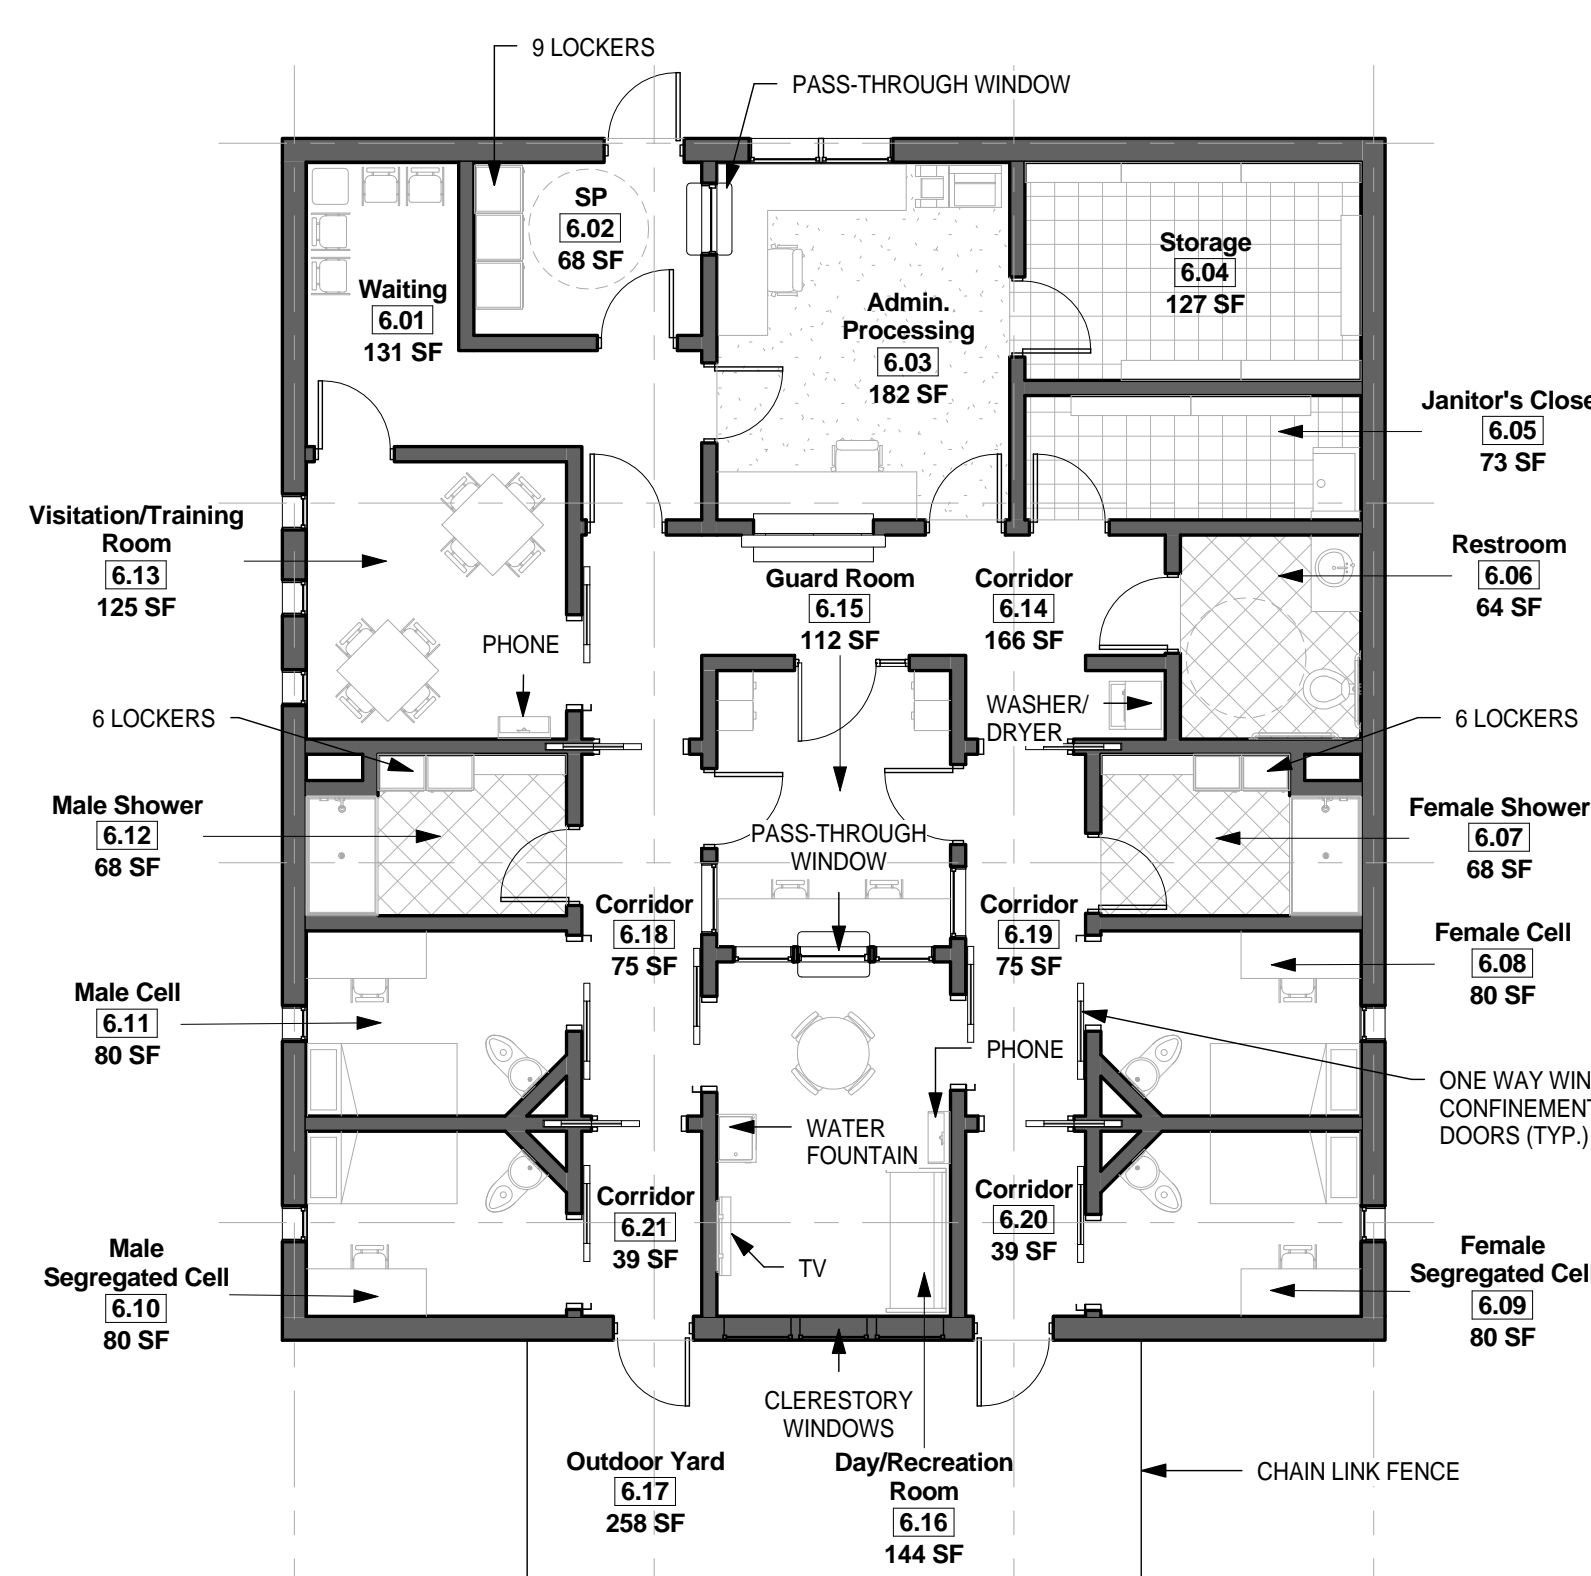 9 LOCKERS
PASS-THROUGH WINDOW
SP
6.02
68 SF
Waiting
6.01
131 SF
Admin.
Processing
6.03
182 SF
Storage
6.04
127 SF
Janitor's Close
6.05
73 SF
Visitation/Training
Room
6.13
125 SF
PHONE
Guard Room
6.15
112 SF
Corridor
6.14
166 SF
Restroom
6.06
64 SF
6 LOCKERS
WASHER/
DRYER
6 LOCKERS
Male Shower
6.12
68 SF
PASS-THROUGH
WINDOW
Female Shower
6.07
68 SF
Corridor
6.18
75 SF
Corridor
6.19
75 SF
Female Cell
6.08
80 SF
Male Cell
6.11
80 SF
PHONE
ONE WAY WIN
CONFINEMENT
DOORS (TYP.)
WATER
FOUNTAIN
Corridor
6.21
39 SF
Corridor
6.20
39 SF
TV
Male
Segregated Cell
6.10
80 SF
Female
Segregated Cell
6.09
80 SF
CLERESTORY
WINDOWS
Outdoor Yard
6.17
258 SF
Day/Recreation
Room
6.16
144 SF
CHAIN LINK FENCE